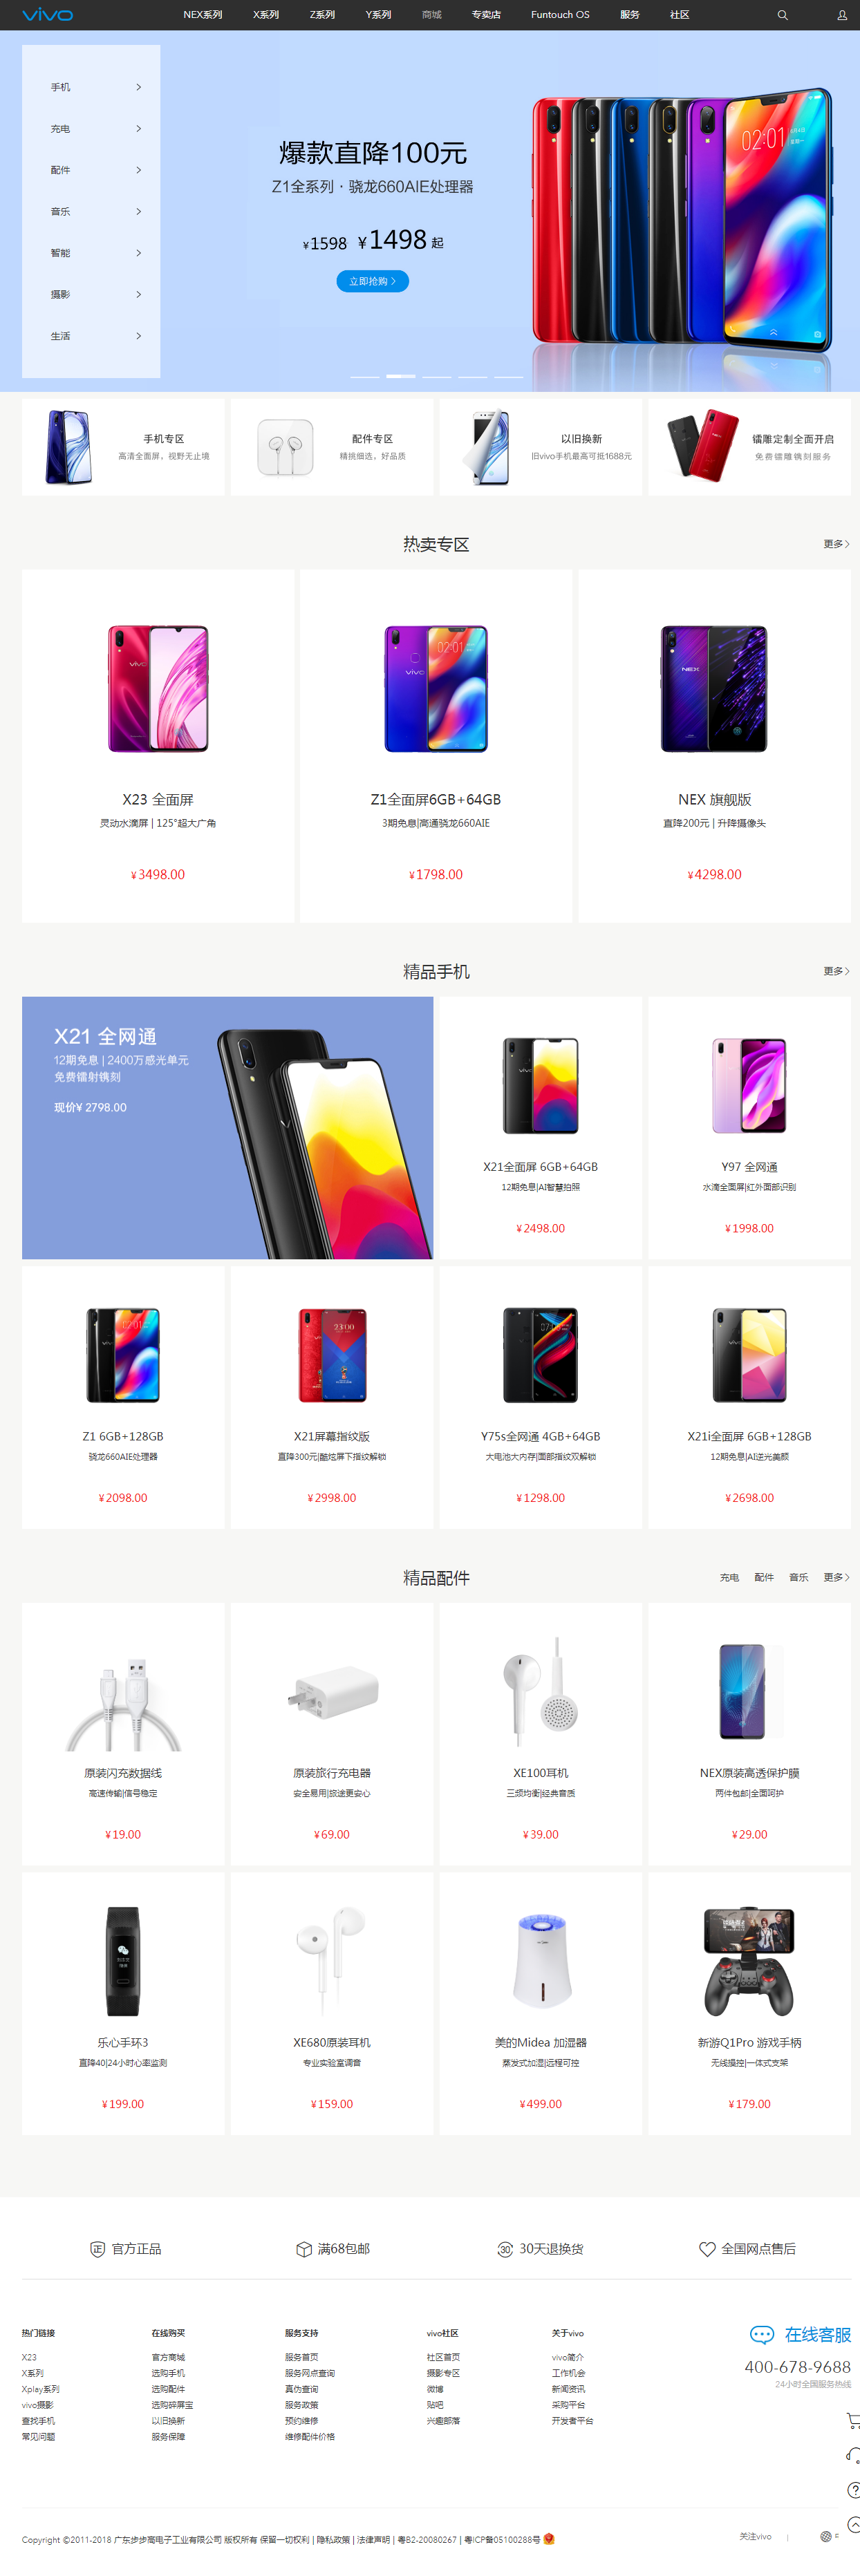 vivo NEX系列 X系列 Z系列 Y系列 商城 专卖店 Funtouch OS 服务 社区
手机
充电
配件
音乐
智能
摄影
生活
爆款直降100元
Z1全系列·骁龙660AIE处理器
¥1598 ¥1498 起
立即抢购
02:01
手机专区
高清全面屏，视野无止境
配件专区
精挑细选，好品质
以旧换新
旧vivo手机最高可抵1688元
镭雕定制全面开启
免费镭雕镌刻服务
热卖专区
更多
X23 全面屏
灵动水滴屏 | 125°超大广角
¥3498.00
Z1全面屏6GB+64GB
3期免息|高通骁龙660AIE
¥1798.00
NEX 旗舰版
直降200元 | 升降摄像头
¥4298.00
精品手机
更多
X21 全网通
12期免息 | 2400万感光单元
免费镭射镌刻
现价¥ 2798.00
X21全面屏 6GB+64GB
12期免息|AI智慧拍照
¥2498.00
Y97 全网通
水滴全面屏|红外面部识别
¥1998.00
Z1 6GB+128GB
骁龙660AIE处理器
¥2098.00
X21屏幕指纹版
直降300元|酷炫屏下指纹解锁
¥2998.00
Y75s全网通 4GB+64GB
大电池大内存|面部指纹双解锁
¥1298.00
X21i全面屏 6GB+128GB
12期免息|AI逆光美颜
¥2698.00
精品配件
充电 配件 音乐 更多
原装闪充数据线
高速传输|信号稳定
¥19.00
原装旅行充电器
安全易用|旅途更安心
¥69.00
XE100耳机
三频均衡|经典音质
¥39.00
NEX原装高透保护膜
两件包邮|全面呵护
¥29.00
乐心手环3
直降40|24小时心率监测
¥199.00
XE680原装耳机
专业实验室调音
¥159.00
美的Midea 加湿器
蒸发式加湿|远程可控
¥499.00
新游Q1Pro 游戏手柄
无线操控|一体式支架
¥179.00
正 官方正品
满68包邮
30 30天退换货
全国网点售后
热门链接
X23
X系列
Xplay系列
vivo摄影
查找手机
常见问题
在线购买
官方商城
选购手机
选购配件
选购碎屏宝
以旧换新
服务保障
服务支持
服务首页
服务网点查询
真伪查询
服务政策
预约维修
维修配件价格
vivo社区
社区首页
摄影专区
微博
贴吧
兴趣部落
关于vivo
vivo简介
工作机会
新闻资讯
采购平台
开发者平台
在线客服
400-678-9688
24小时全国服务热线
Copyright ©2011-2018 广东步步高电子工业有限公司 版权所有 保留一切权利 | 隐私政策 | 法律声明 | 粤B2-20080267 | 粤ICP备05100288号
关注vivo |